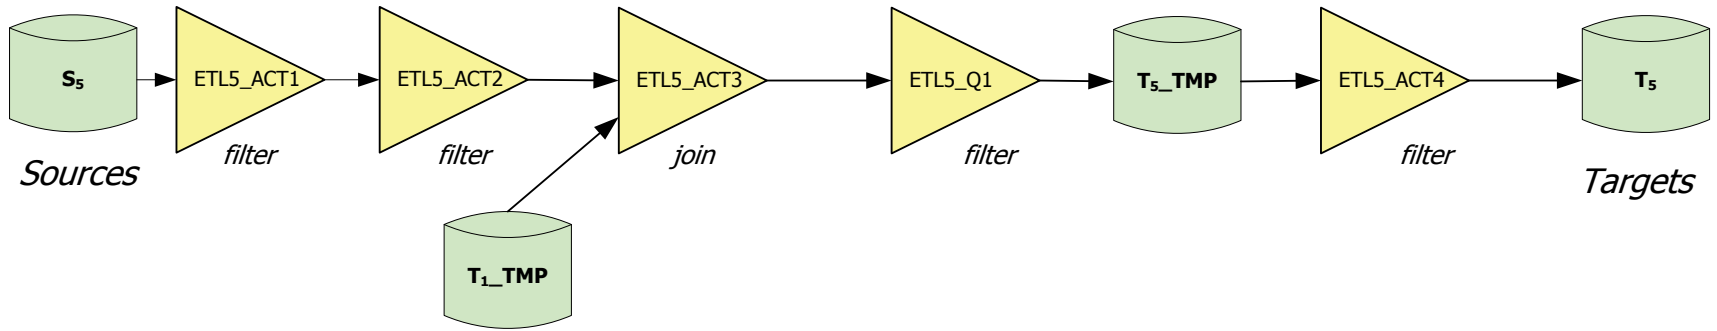 S₅
ETL5_ACT1
ETL5_ACT2
ETL5_ACT3
ETL5_Q1
T₅_TMP
ETL5_ACT4
T₅
filter
filter
join
filter
filter
Sources
Targets
T₁_TMP